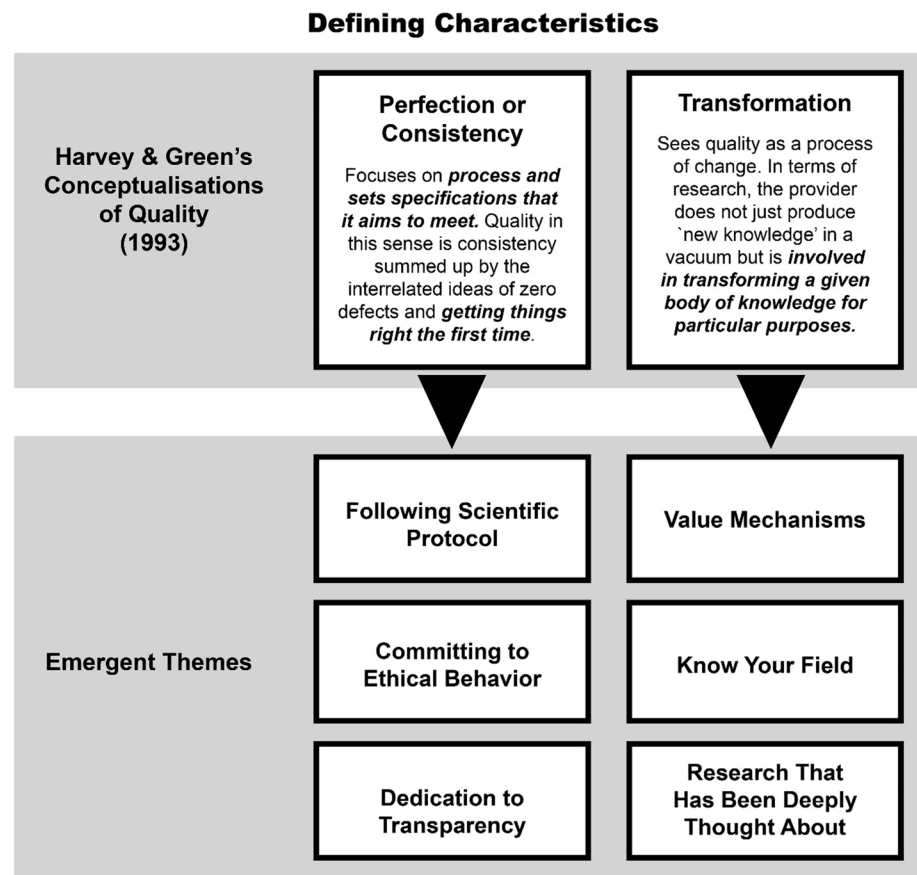 Defining Characteristics
Harvey & Green’s
Conceptualisations
of Quality
(1993)
Perfection or
Consistency
Focuses on process and
sets specifications that
it aims to meet. Quality in
this sense is consistency
summed up by the
interrelated ideas of zero
defects and getting things
right the first time.
Transformation
Sees quality as a process
of change. In terms of
research, the provider
does not just produce
`new knowledge’ in a
vacuum but is involved
in transforming a given
body of knowledge for
particular purposes.
Emergent Themes
Following Scientific
Protocol
Value Mechanisms
Committing to
Ethical Behavior
Know Your Field
Dedication to
Transparency
Research That
Has Been Deeply
Thought About